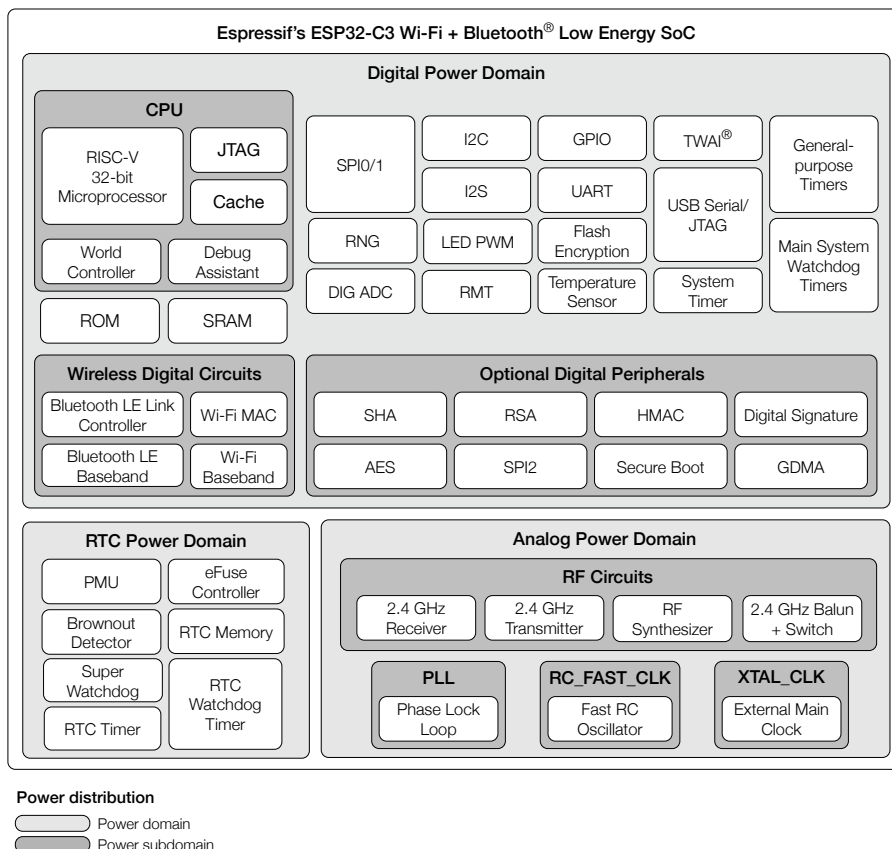 Espressif's ESP32-C3 Wi-Fi + Bluetooth® Low Energy SoC
Digital Power Domain
CPU
RISC-V
32-bit
Microprocessor
JTAG
Cache
World
Controller
Debug
Assistant
ROM
SRAM
SPI0/1
I2C
GPIO
TWAI®
General-
purpose
Timers
I2S
UART
USB Serial/
JTAG
RNG
LED PWM
Flash
Encryption
Main System
Watchdog
Timers
DIG ADC
RMT
Temperature
Sensor
System
Timer
Wireless Digital Circuits
Bluetooth LE Link
Controller
Wi-Fi MAC
Bluetooth LE
Baseband
Wi-Fi
Baseband
Optional Digital Peripherals
SHA
RSA
HMAC
Digital Signature
AES
SPI2
Secure Boot
GDMA
RTC Power Domain
PMU
eFuse
Controller
Brownout
Detector
RTC Memory
Super
Watchdog
RTC
Watchdog
Timer
RTC Timer
Analog Power Domain
RF Circuits
2.4 GHz
Receiver
2.4 GHz
Transmitter
RF
Synthesizer
2.4 GHz Balun
+ Switch
PLL
Phase Lock
Loop
RC_FAST_CLK
Fast RC
Oscillator
XTAL_CLK
External Main
Clock
Power distribution
Power domain
Power subdomain